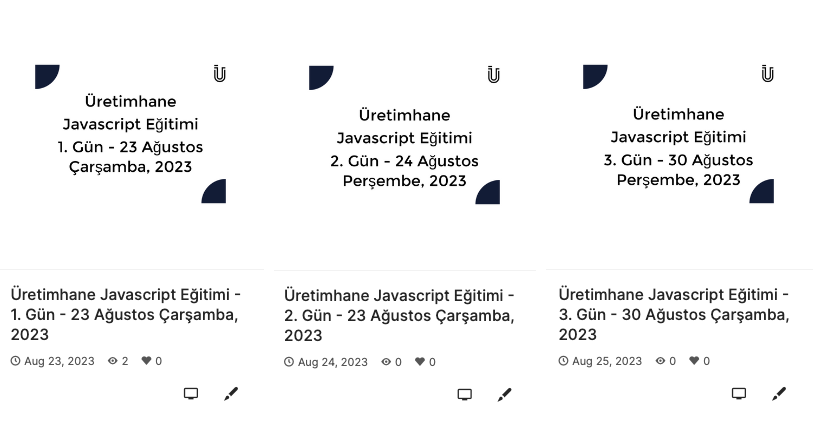 Ü
Üretimhane
Javascript Eğitimi
1. Gün - 23 Ağustos
Çarşamba, 2023
Üretimhane Javascript Eğitimi -
1. Gün - 23 Ağustos Çarşamba,
2023
Aug 23, 2023 2 0
Ü
Üretimhane
Javascript Eğitimi
2. Gün - 24 Ağustos
Perşembe, 2023
Üretimhane Javascript Eğitimi -
2. Gün - 23 Ağustos Çarşamba,
2023
Aug 24, 2023 0 0
Ü
Üretimhane
Javascript Eğitimi
3. Gün - 30 Ağustos
Perşembe, 2023
Üretimhane Javascript Eğitimi -
3. Gün - 30 Ağustos Çarşamba,
2023
Aug 25, 2023 0 0